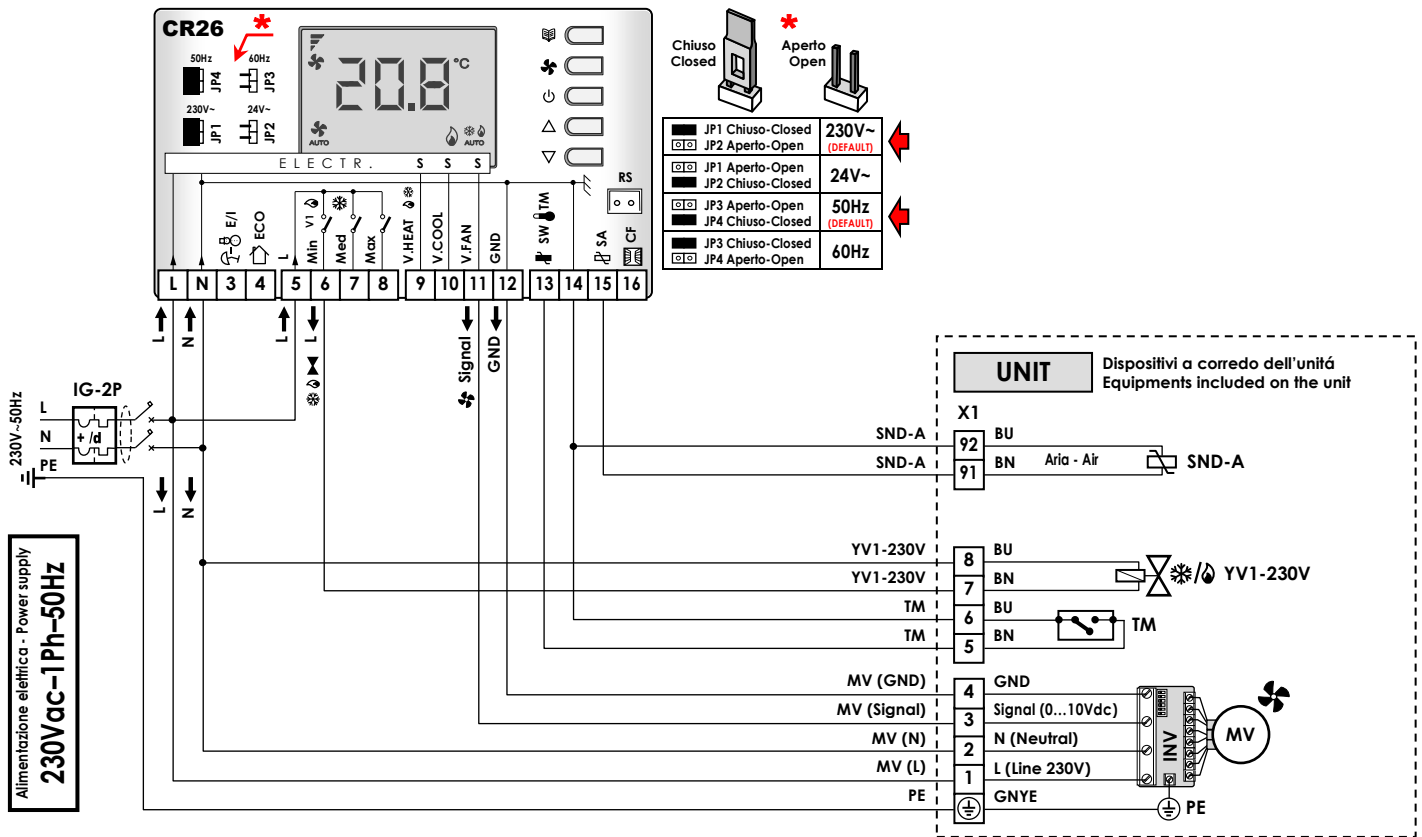 CR26
*
50Hz
60Hz
JP4
JP3
230V~
24V~
JP1
JP2
20.8 °C
AUTO
AUTO
ELECTR.
S S S
RS
E/I
ECO
L
Min V1
Med
Max
V.HEAT
V.COOL
V.FAN
GND
SW TM
SA
CF
L N 3 4 5 6 7 8 9 10 11 12 13 14 15 16
Chiuso
Closed
*
Aperto
Open
JP1 Chiuso-Closed
JP2 Aperto-Open
230V~
(DEFAULT)
JP1 Aperto-Open
JP2 Chiuso-Closed
24V~
JP3 Aperto-Open
JP4 Chiuso-Closed
50Hz
(DEFAULT)
JP3 Chiuso-Closed
JP4 Aperto-Open
60Hz
L
N
L
L
Signal
GND
IG-2P
230V~50Hz
L
N
PE
+ /d
L
N
Alimentazione elettrica - Power supply
230Vac–1Ph–50Hz
UNIT
Dispositivi a corredo dell'unitá
Equipments included on the unit
X1
SND-A 92 BU
SND-A 91 BN
Aria - Air
SND-A
YV1-230V 8 BU
YV1-230V 7 BN
YV1-230V
/
TM 6 BU
TM 5 BN
TM
MV (GND) 4 GND
MV (Signal) 3 Signal (0...10Vdc)
MV (N) 2 N (Neutral)
MV (L) 1 L (Line 230V)
PE GNYE
PE
INV
MV